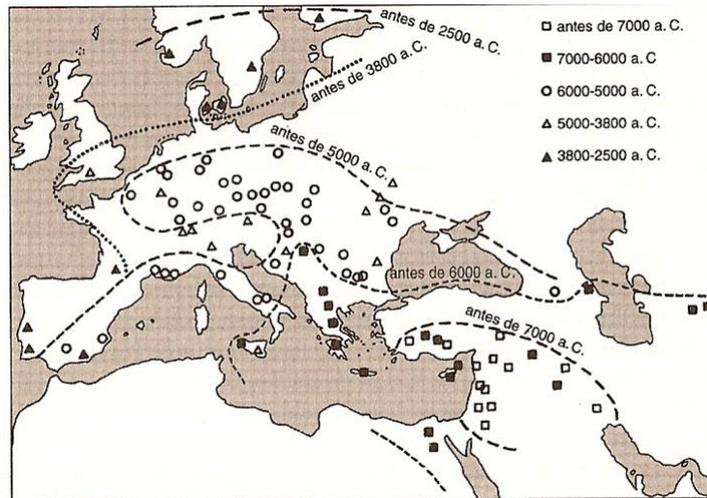 antes de 2500 a. C.
antes de 3800 a. C.
antes de 5000 a. C.
antes de 6000 a. C.
antes de 7000 a. C.
antes de 7000 a. C.
7000-6000 a. C
6000-5000 a. C
5000-3800 a. C.
3800-2500 a. C.